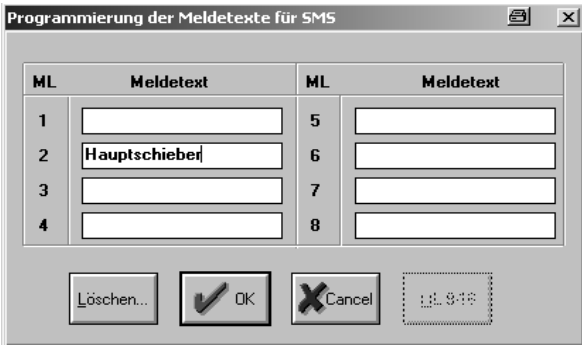 Programmierung der Meldetexte für SMS
ML Meldetext ML Meldetext
1 5
2 Hauptschieber 6
3 7
4 8
Löschen... OK Cancel